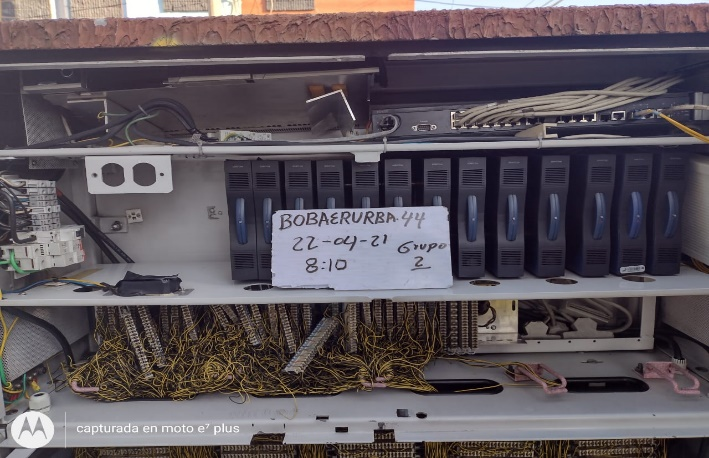 BOBAERURBA.44
22-04-21
8:10
Grupo
2
capturada en moto e⁷ plus